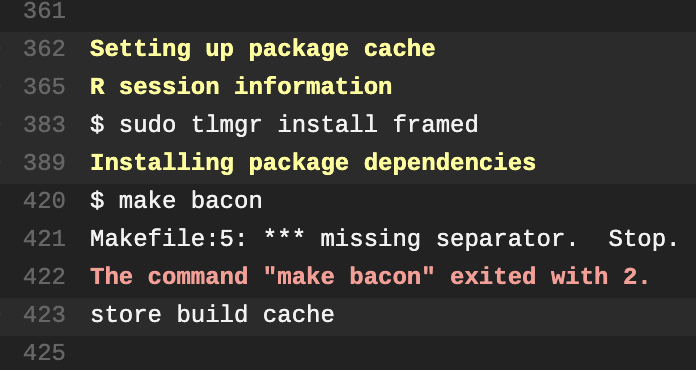 361
362 Setting up package cache
365 R session information
383 $ sudo tlmgr install framed
389 Installing package dependencies
420 $ make bacon
421 Makefile:5: *** missing separator.  Stop.
422 The command "make bacon" exited with 2.
423 store build cache
425